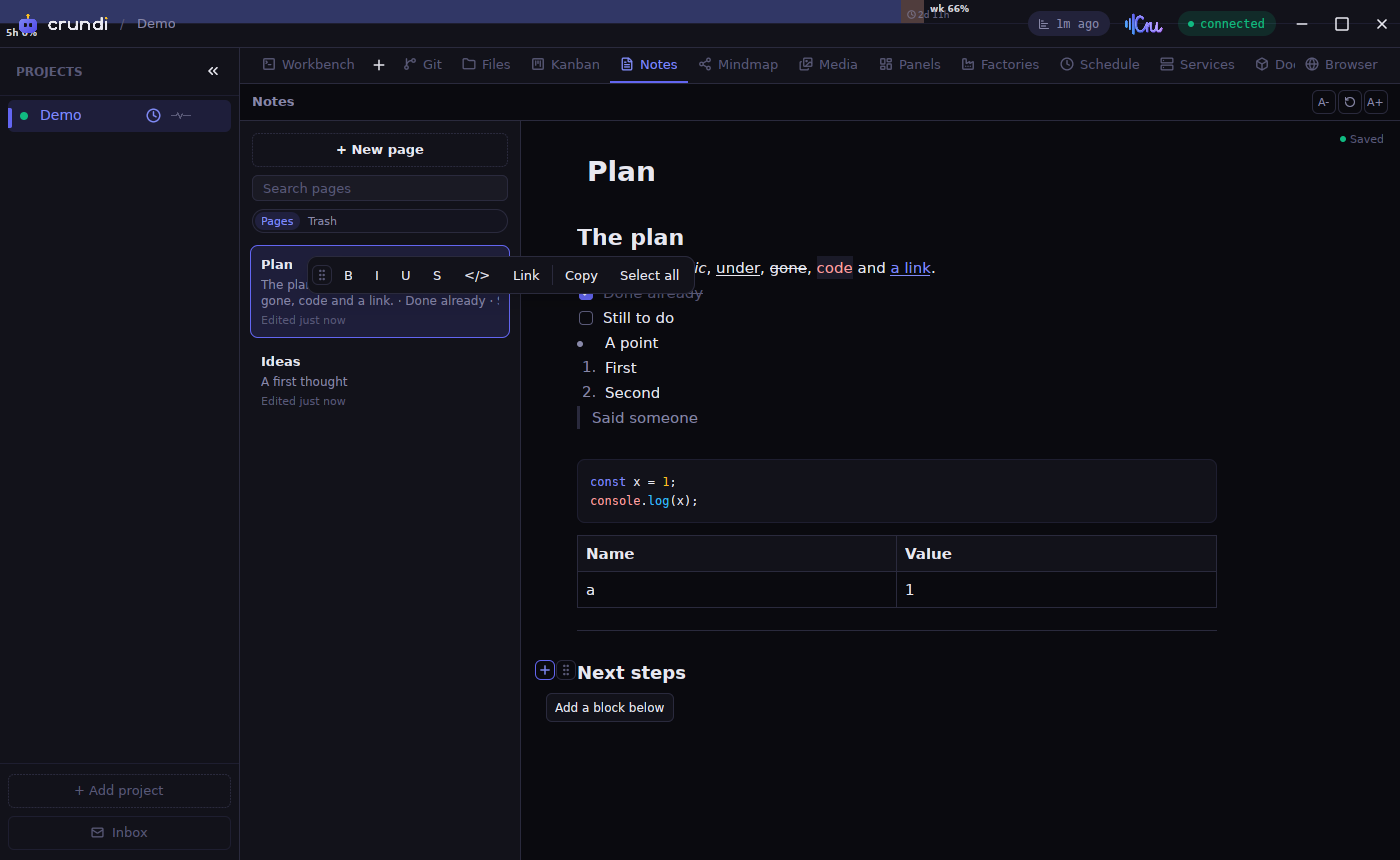 crundi / Demo
5h 0%
2d 11h
wk 66%
1m ago
Cru
connected
PROJECTS
Workbench
Git
Files
Kanban
Notes
Mindmap
Media
Panels
Factories
Schedule
Services
Browser
Demo
Notes
A-
A+
+ New page
Saved
Search pages
Plan
Pages
Trash
The plan
Plan
B I U S </> Link Copy Select all
ic, under, gone, code and a link.
The pla
gone, code and a link. · Done already ·
Done already
Edited just now
Still to do
A point
Ideas
1. First
A first thought
2. Second
Edited just now
Said someone
const x = 1;
console.log(x);
Name Value
a 1
Next steps
Add a block below
+ Add project
Inbox